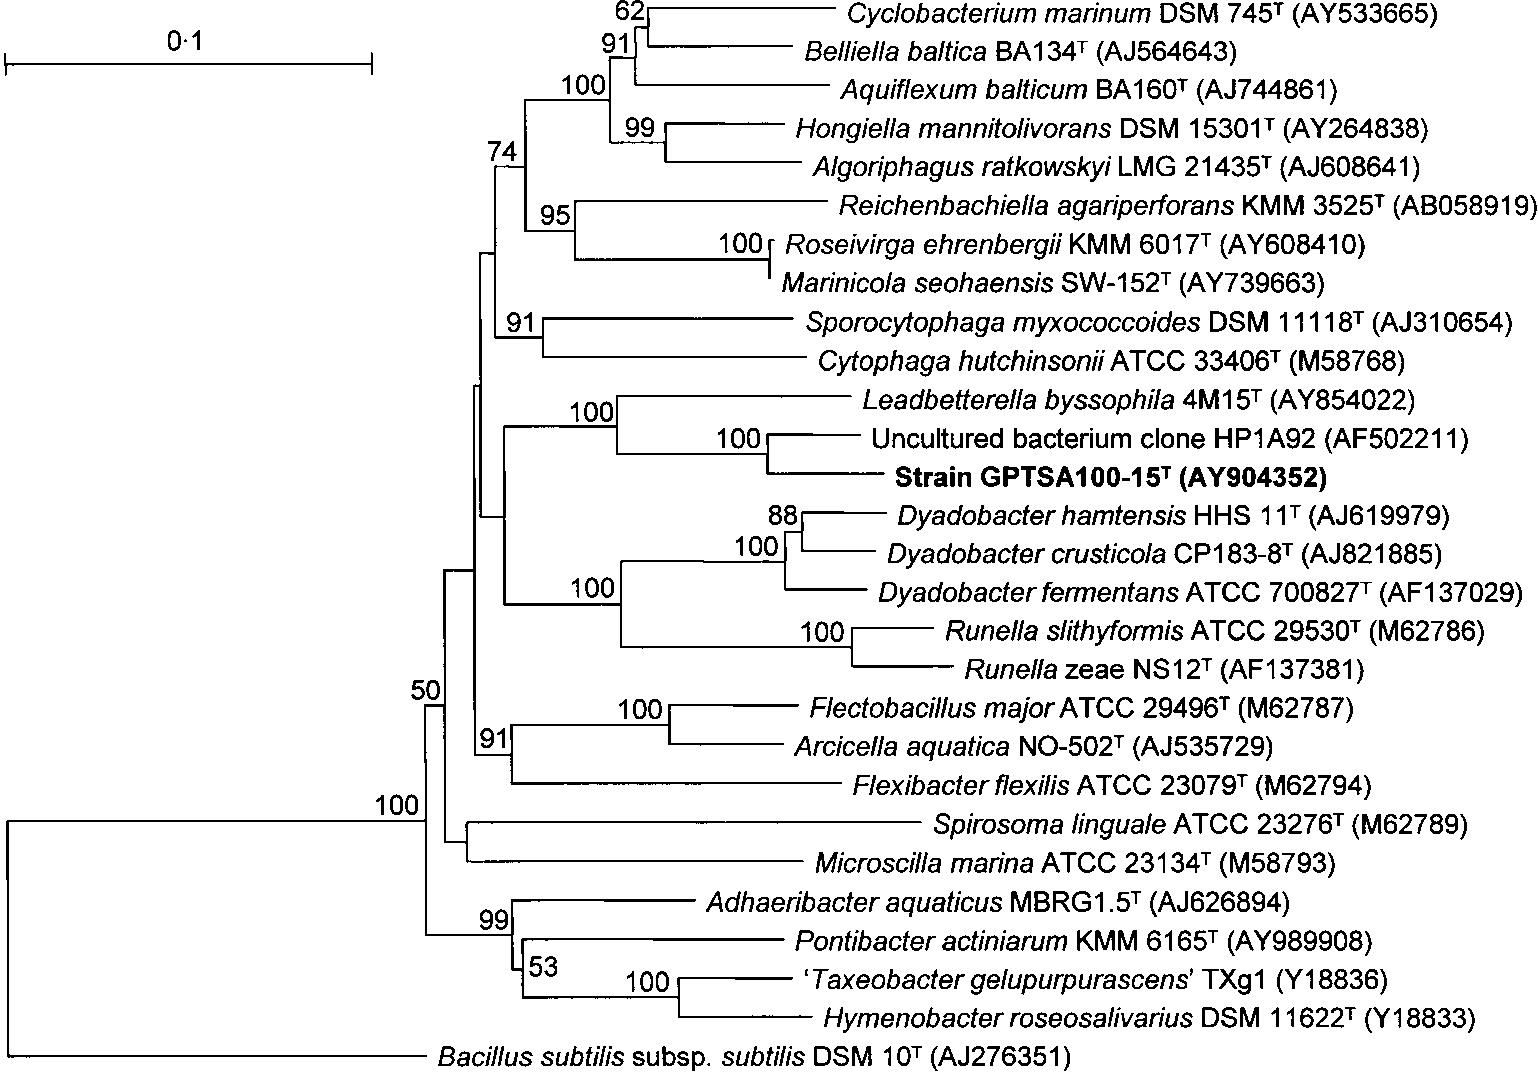 62
Cyclobacterium marinum DSM 745ᵀ (AY533665)
0·1
91
Belliella baltica BA134ᵀ (AJ564643)
100
Aquiflexum balticum BA160ᵀ (AJ744861)
99
Hongiella mannitolivorans DSM 15301ᵀ (AY264838)
74
Algoriphagus ratkowskyi LMG 21435ᵀ (AJ608641)
95
Reichenbachiella agariperforans KMM 3525ᵀ (AB058919)
100
Roseivirga ehrenbergii KMM 6017ᵀ (AY608410)
Marinicola seohaensis SW-152ᵀ (AY739663)
91
Sporocytophaga myxococcoides DSM 11118ᵀ (AJ310654)
Cytophaga hutchinsonii ATCC 33406ᵀ (M58768)
100
Leadbetterella byssophila 4M15ᵀ (AY854022)
100
Uncultured bacterium clone HP1A92 (AF502211)
Strain GPTSA100-15ᵀ (AY904352)
88
Dyadobacter hamtensis HHS 11ᵀ (AJ619979)
100
Dyadobacter crusticola CP183-8ᵀ (AJ821885)
100
Dyadobacter fermentans ATCC 700827ᵀ (AF137029)
100
Runella slithyformis ATCC 29530ᵀ (M62786)
Runella zeae NS12ᵀ (AF137381)
50
100
Flectobacillus major ATCC 29496ᵀ (M62787)
91
Arcicella aquatica NO-502ᵀ (AJ535729)
Flexibacter flexilis ATCC 23079ᵀ (M62794)
100
Spirosoma linguale ATCC 23276ᵀ (M62789)
Microscilla marina ATCC 23134ᵀ (M58793)
99
Adhaeribacter aquaticus MBRG1.5ᵀ (AJ626894)
Pontibacter actiniarum KMM 6165ᵀ (AY989908)
53
100
‘Taxeobacter gelupurpurascens’ TXg1 (Y18836)
Hymenobacter roseosalivarius DSM 11622ᵀ (Y18833)
Bacillus subtilis subsp. subtilis DSM 10ᵀ (AJ276351)